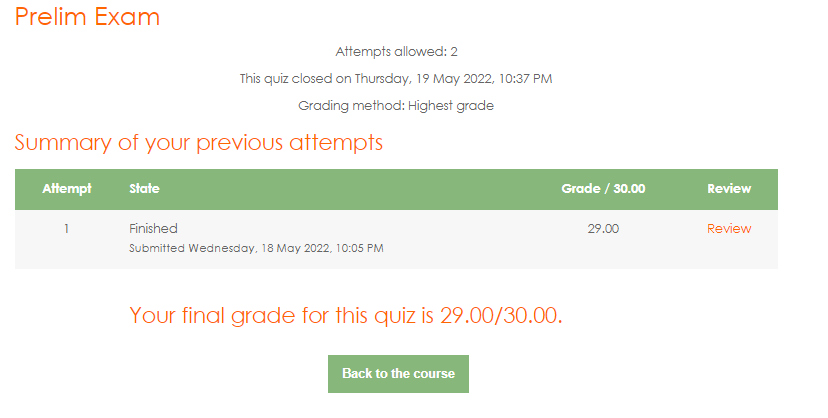 Prelim Exam
Attempts allowed: 2
This quiz closed on Thursday, 19 May 2022, 10:37 PM
Grading method: Highest grade
Summary of your previous attempts
Attempt State Grade / 30.00 Review
1 Finished 29.00 Review
Submitted Wednesday, 18 May 2022, 10:05 PM
Your final grade for this quiz is 29.00/30.00.
Back to the course